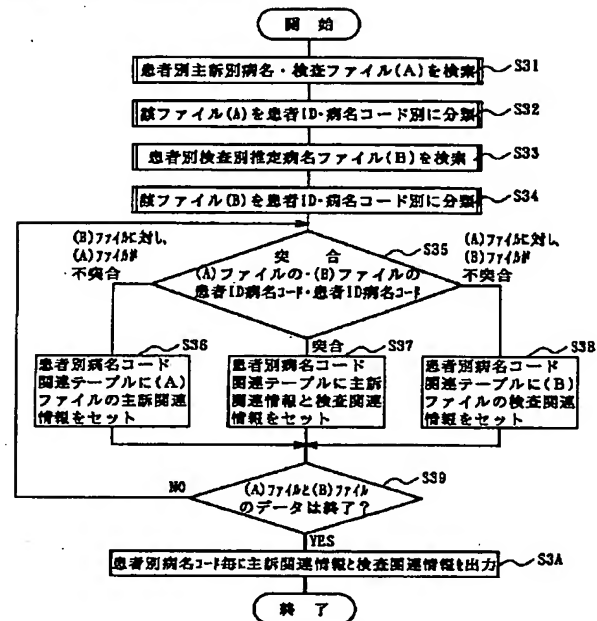 開始
患者別主訴別病名・検査ファイル(A)を検索
S31
該ファイル(A)を患者ID・病名コード別に分類
S32
患者別検査別推定病名ファイル(B)を検索
S33
該ファイル(B)を患者ID・病名コード別に分類
S34
(B)ファイルに対し、
(A)ファイルが
不突合
突合
(A)ファイルの・(B)ファイルの
患者ID病名コード・患者ID病名コード
S35
(A)ファイルに対し、
(B)ファイルが
不突合
S36
患者別病名コード
関連テーブルに(A)
ファイルの主訴関連
情報をセット
突合
S37
患者別病名コード
関連テーブルに主訴
関連情報と検査関連
情報をセット
S38
患者別病名コード
関連テーブルに(B)
ファイルの検査関連
情報をセット
NO
(A)ファイルと(B)ファイル
のデータは終了?
S39
YES
患者別病名コード毎に主訴関連情報と検査関連情報を出力
S3A
終了